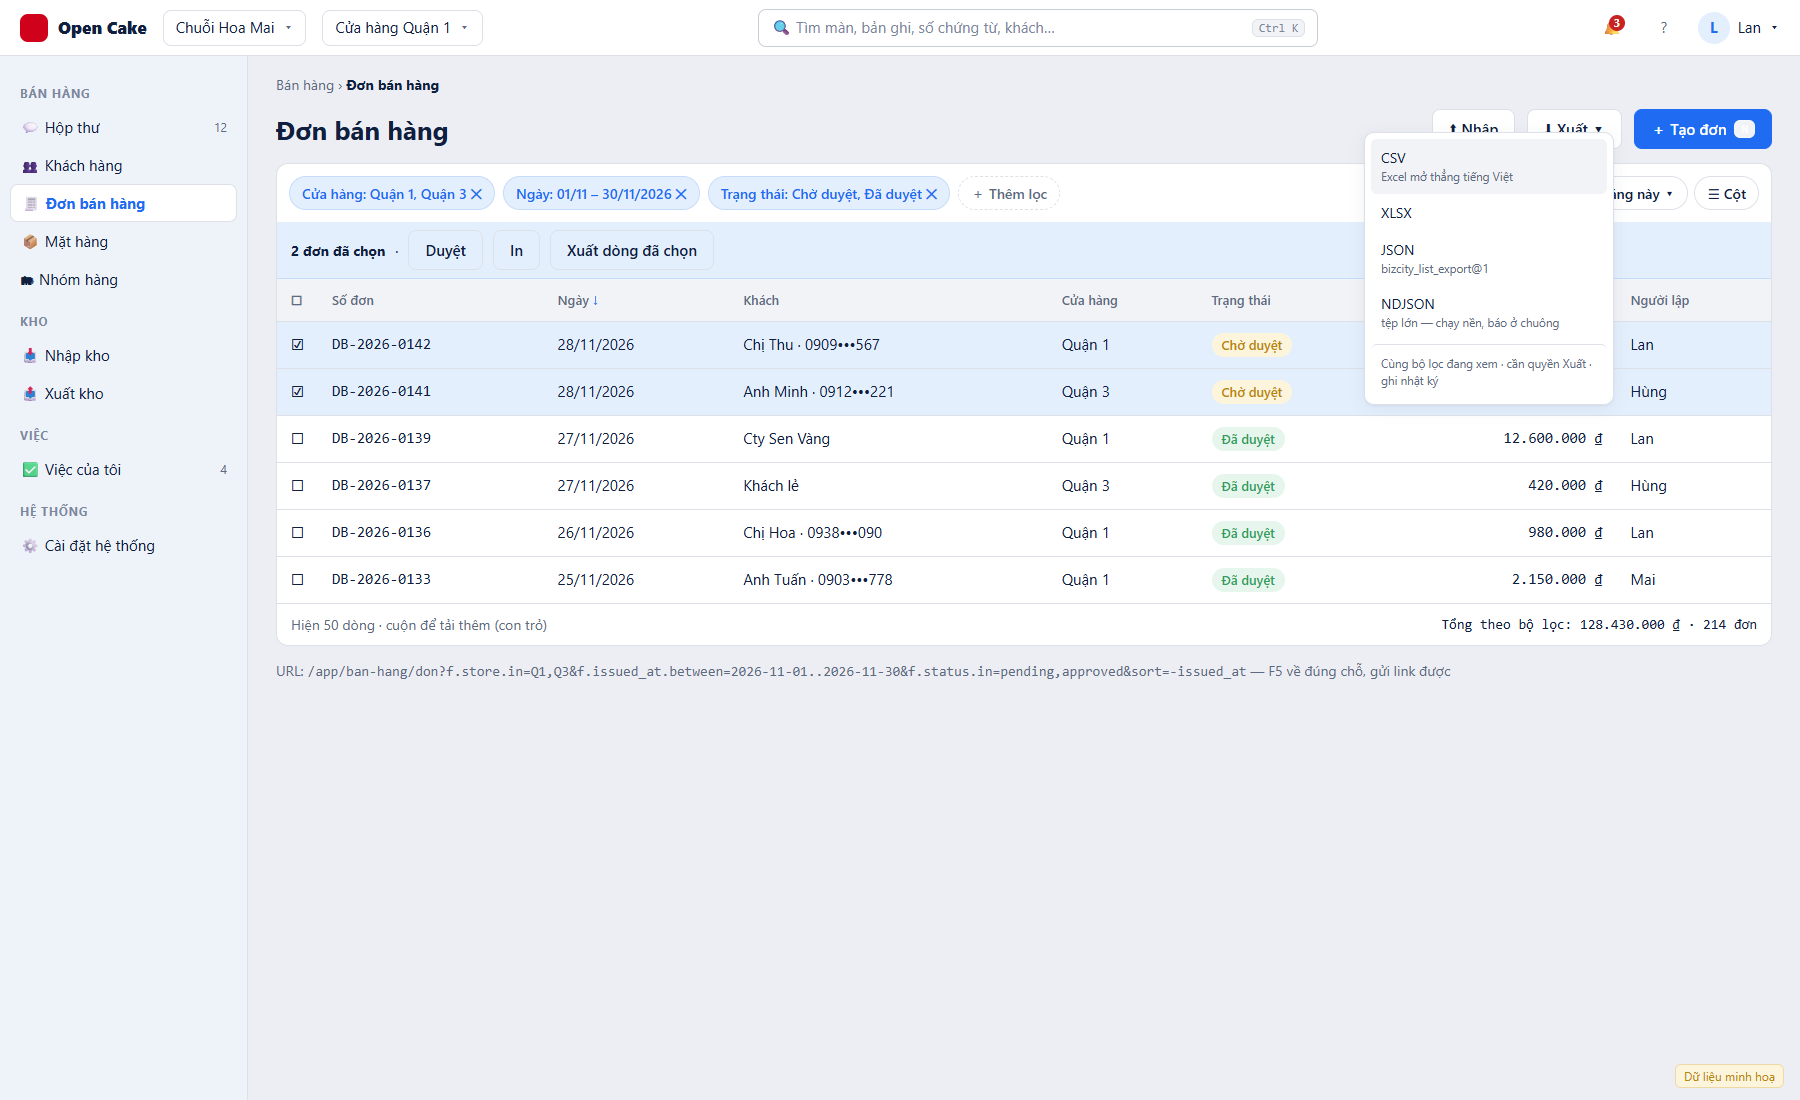 Open Cake
Chuỗi Hoa Mai
Cửa hàng Quận 1
Tìm màn, bản ghi, số chứng từ, khách...
Ctrl K
3
?
L
Lan
BÁN HÀNG
Hộp thư 12
Khách hàng
Đơn bán hàng
Mặt hàng
Nhóm hàng
KHO
Nhập kho
Xuất kho
VIỆC
Việc của tôi 4
HỆ THỐNG
Cài đặt hệ thống
Bán hàng › Đơn bán hàng
Đơn bán hàng
⬆ Nhập
⬇ Xuất ▾
+ Tạo đơn
Cửa hàng: Quận 1, Quận 3 ✕
Ngày: 01/11 – 30/11/2026 ✕
Trạng thái: Chờ duyệt, Đã duyệt ✕
+ Thêm lọc
này ▾
☰ Cột
CSV
Excel mở thẳng tiếng Việt
XLSX
JSON
bizcity_list_export@1
NDJSON
tệp lớn — chạy nền, báo ở chuông
Cùng bộ lọc đang xem · cần quyền Xuất ·
ghi nhật ký
2 đơn đã chọn · Duyệt In Xuất dòng đã chọn
☐ Số đơn Ngày ↓ Khách Cửa hàng Trạng thái Người lập
☑ DB-2026-0142 28/11/2026 Chị Thu · 0909•••567 Quận 1 Chờ duyệt Lan
☑ DB-2026-0141 28/11/2026 Anh Minh · 0912•••221 Quận 3 Chờ duyệt Hùng
☐ DB-2026-0139 27/11/2026 Cty Sen Vàng Quận 1 Đã duyệt 12.600.000 ₫ Lan
☐ DB-2026-0137 27/11/2026 Khách lẻ Quận 3 Đã duyệt 420.000 ₫ Hùng
☐ DB-2026-0136 26/11/2026 Chị Hoa · 0938•••090 Quận 1 Đã duyệt 980.000 ₫ Lan
☐ DB-2026-0133 25/11/2026 Anh Tuấn · 0903•••778 Quận 1 Đã duyệt 2.150.000 ₫ Mai
Hiện 50 dòng · cuộn để tải thêm (con trỏ)
Tổng theo bộ lọc: 128.430.000 ₫ · 214 đơn
URL: /app/ban-hang/don?f.store.in=Q1,Q3&f.issued_at.between=2026-11-01..2026-11-30&f.status.in=pending,approved&sort=-issued_at — F5 về đúng chỗ, gửi link được
Dữ liệu minh hoạ